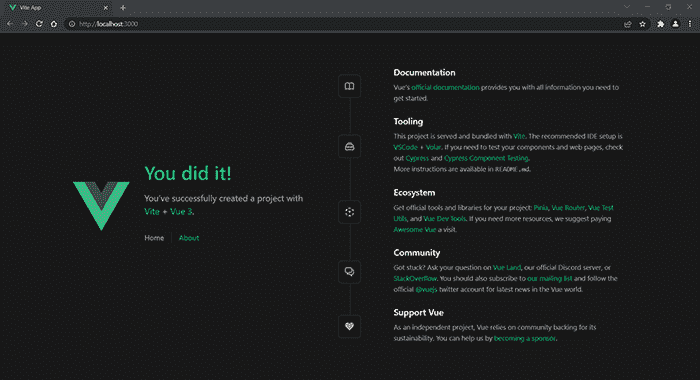 Vite App
http://localhost:3000
You did it!
You've successfully created a project with
Vite + Vue 3.
Home
About
Documentation
Vue's official documentation provides you with all information you need to
get started.
Tooling
This project is served and bundled with Vite. The recommended IDE setup is
VSCode + Volar. If you need to test your components and web pages, check
out Cypress and Cypress Component Testing.
More instructions are available in README.md.
Ecosystem
Get official tools and libraries for your project: Pinia, Vue Router, Vue Test
Utils, and Vue Dev Tools. If you need more resources, we suggest paying
Awesome Vue a visit.
Community
Got stuck? Ask your question on Vue Land, our official Discord server, or
StackOverflow. You should also subscribe to our mailing list and follow the
official @vuejs twitter account for latest news in the Vue world.
Support Vue
As an independent project, Vue relies on community backing for its
sustainability. You can help us by becoming a sponsor.